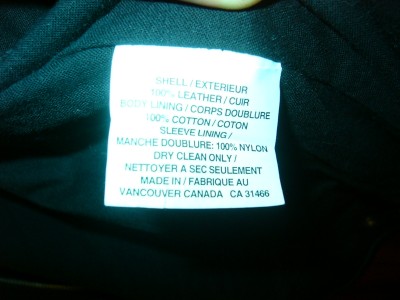 SHELL / EXTERIEUR
100% LEATHER / CUIR
BODY LINING / CORPS DOUBLURE
100% COTTON / COTON
SLEEVE LINING /
MANCHE DOUBLURE: 100% NYLON
DRY CLEAN ONLY /
NETTOYER A SEC SEULEMENT
MADE IN / FABRIQUE AU
VANCOUVER CANADA CA 31466